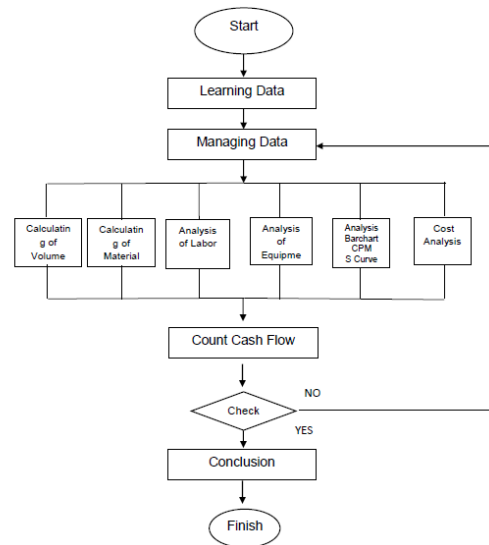 Start
Learning Data
Managing Data
Calculatin
g of
Volume
Calculatin
g of
Material
Analysis
of Labor
Analysis
of
Equipme
Analysis
Barchart
CPM
S Curve
Cost
Analysis
Count Cash Flow
Check
NO
YES
Conclusion
Finish